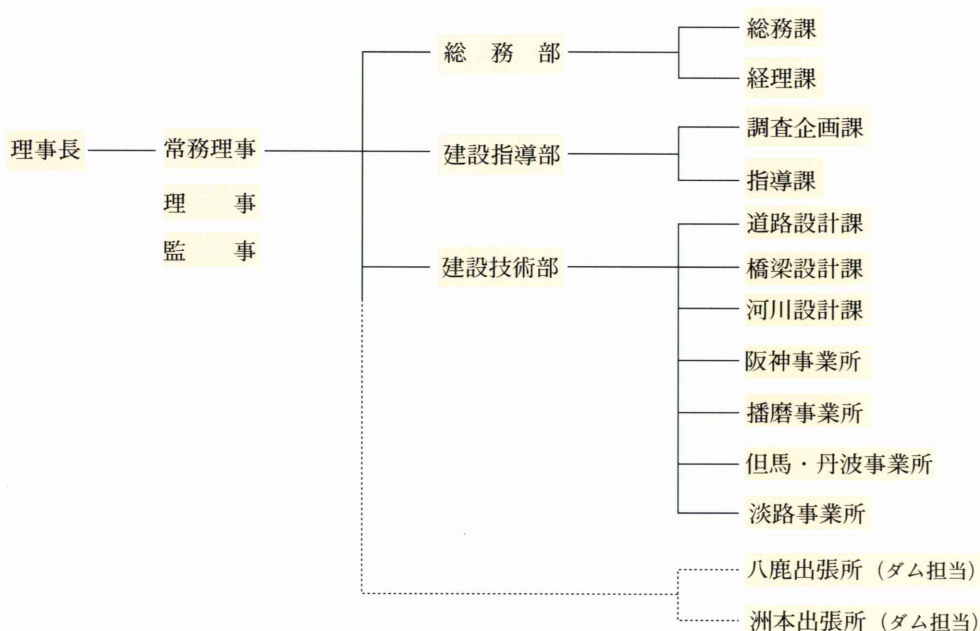 理事長
常務理事
理　事
監　事
総　務　部
総務課
経理課
建設指導部
調査企画課
指導課
建設技術部
道路設計課
橋梁設計課
河川設計課
阪神事業所
播磨事業所
但馬・丹波事業所
淡路事業所
八鹿出張所（ダム担当）
洲本出張所（ダム担当）